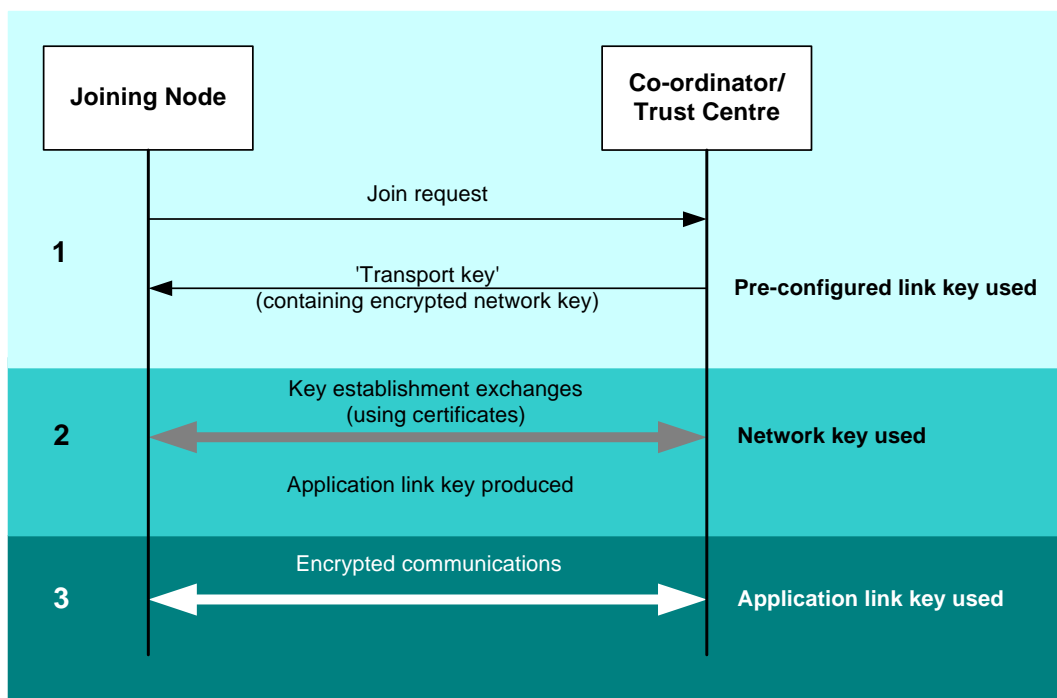 Joining Node
Co-ordinator/
Trust Centre
Join request
1
'Transport key'
(containing encrypted network key)
Pre-configured link key used
Key establishment exchanges
(using certificates)
2
Network key used
Application link key produced
Encrypted communications
3
Application link key used